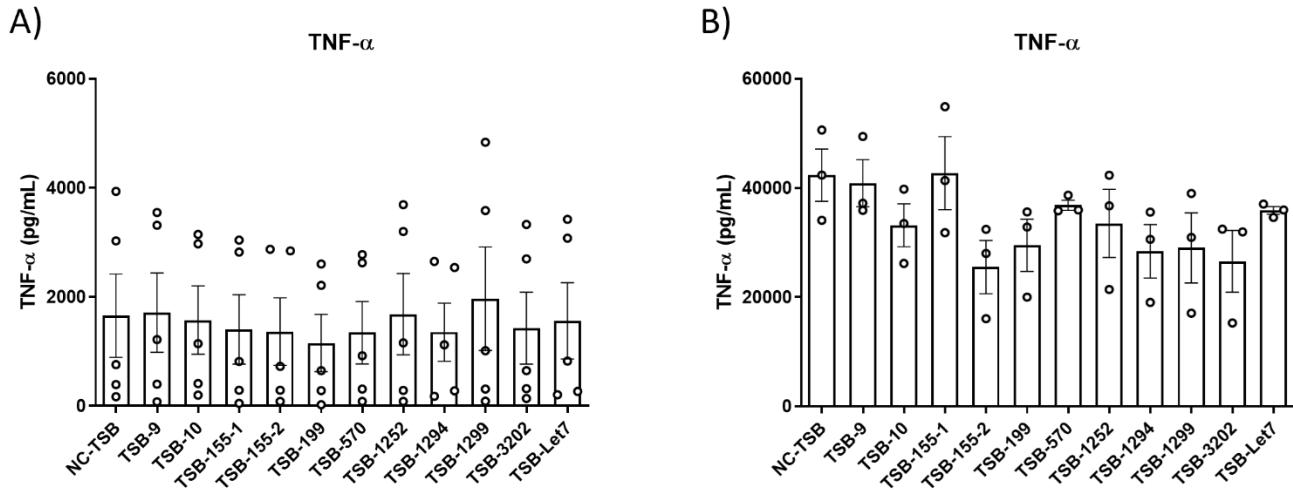 A)
TNF-α
6000
4000
2000
0
TNF-α (pg/mL)
NC-TSB
TSB-9
TSB-10
TSB-155-1
TSB-155-2
TSB-199
TSB-570
TSB-1252
TSB-1294
TSB-1299
TSB-3202
TSB-Let7
B)
TNF-α
60000
40000
20000
0
TNF-α (pg/mL)
NC-TSB
TSB-9
TSB-10
TSB-155-1
TSB-155-2
TSB-199
TSB-570
TSB-1252
TSB-1294
TSB-1299
TSB-3202
TSB-Let7